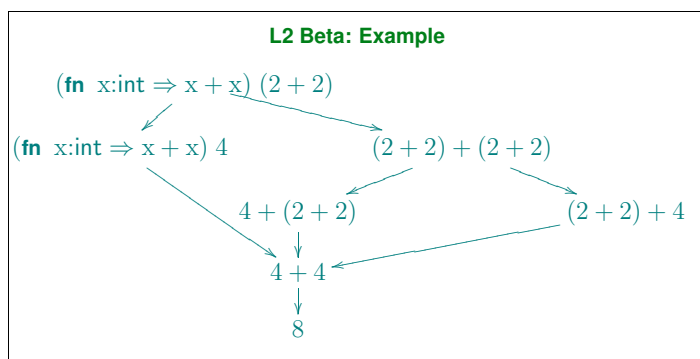 L2 Beta: Example
(fn x:int ⇒ x + x) (2 + 2)
(fn x:int ⇒ x + x) 4 (2 + 2) + (2 + 2)
4 + (2 + 2) (2 + 2) + 4
4 + 4
8